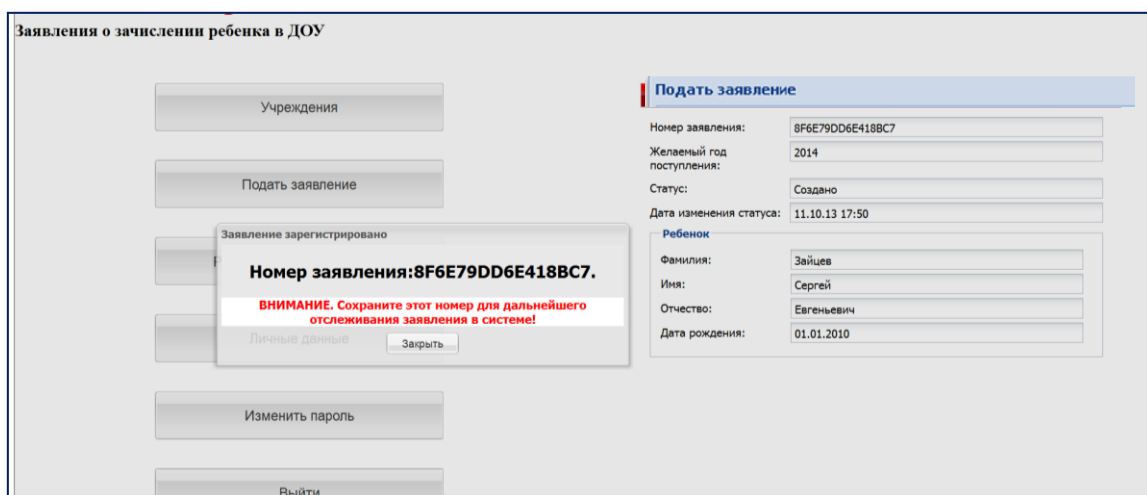 Заявления о зачислении ребенка в ДОУ
Учреждения
Подать заявление
Личные данные
Изменить пароль
Выйти
Заявление зарегистрировано
Номер заявления:8F6E79DD6E418BC7.
ВНИМАНИЕ. Сохраните этот номер для дальнейшего
отслеживания заявления в системе!
Закрыть
Подать заявление
Номер заявления: 8F6E79DD6E418BC7
Желаемый год 2014
поступления:
Статус: Создано
Дата изменения статуса: 11.10.13 17:50
Ребенок
Фамилия: Зайцев
Имя: Сергей
Отчество: Евгеньевич
Дата рождения: 01.01.2010